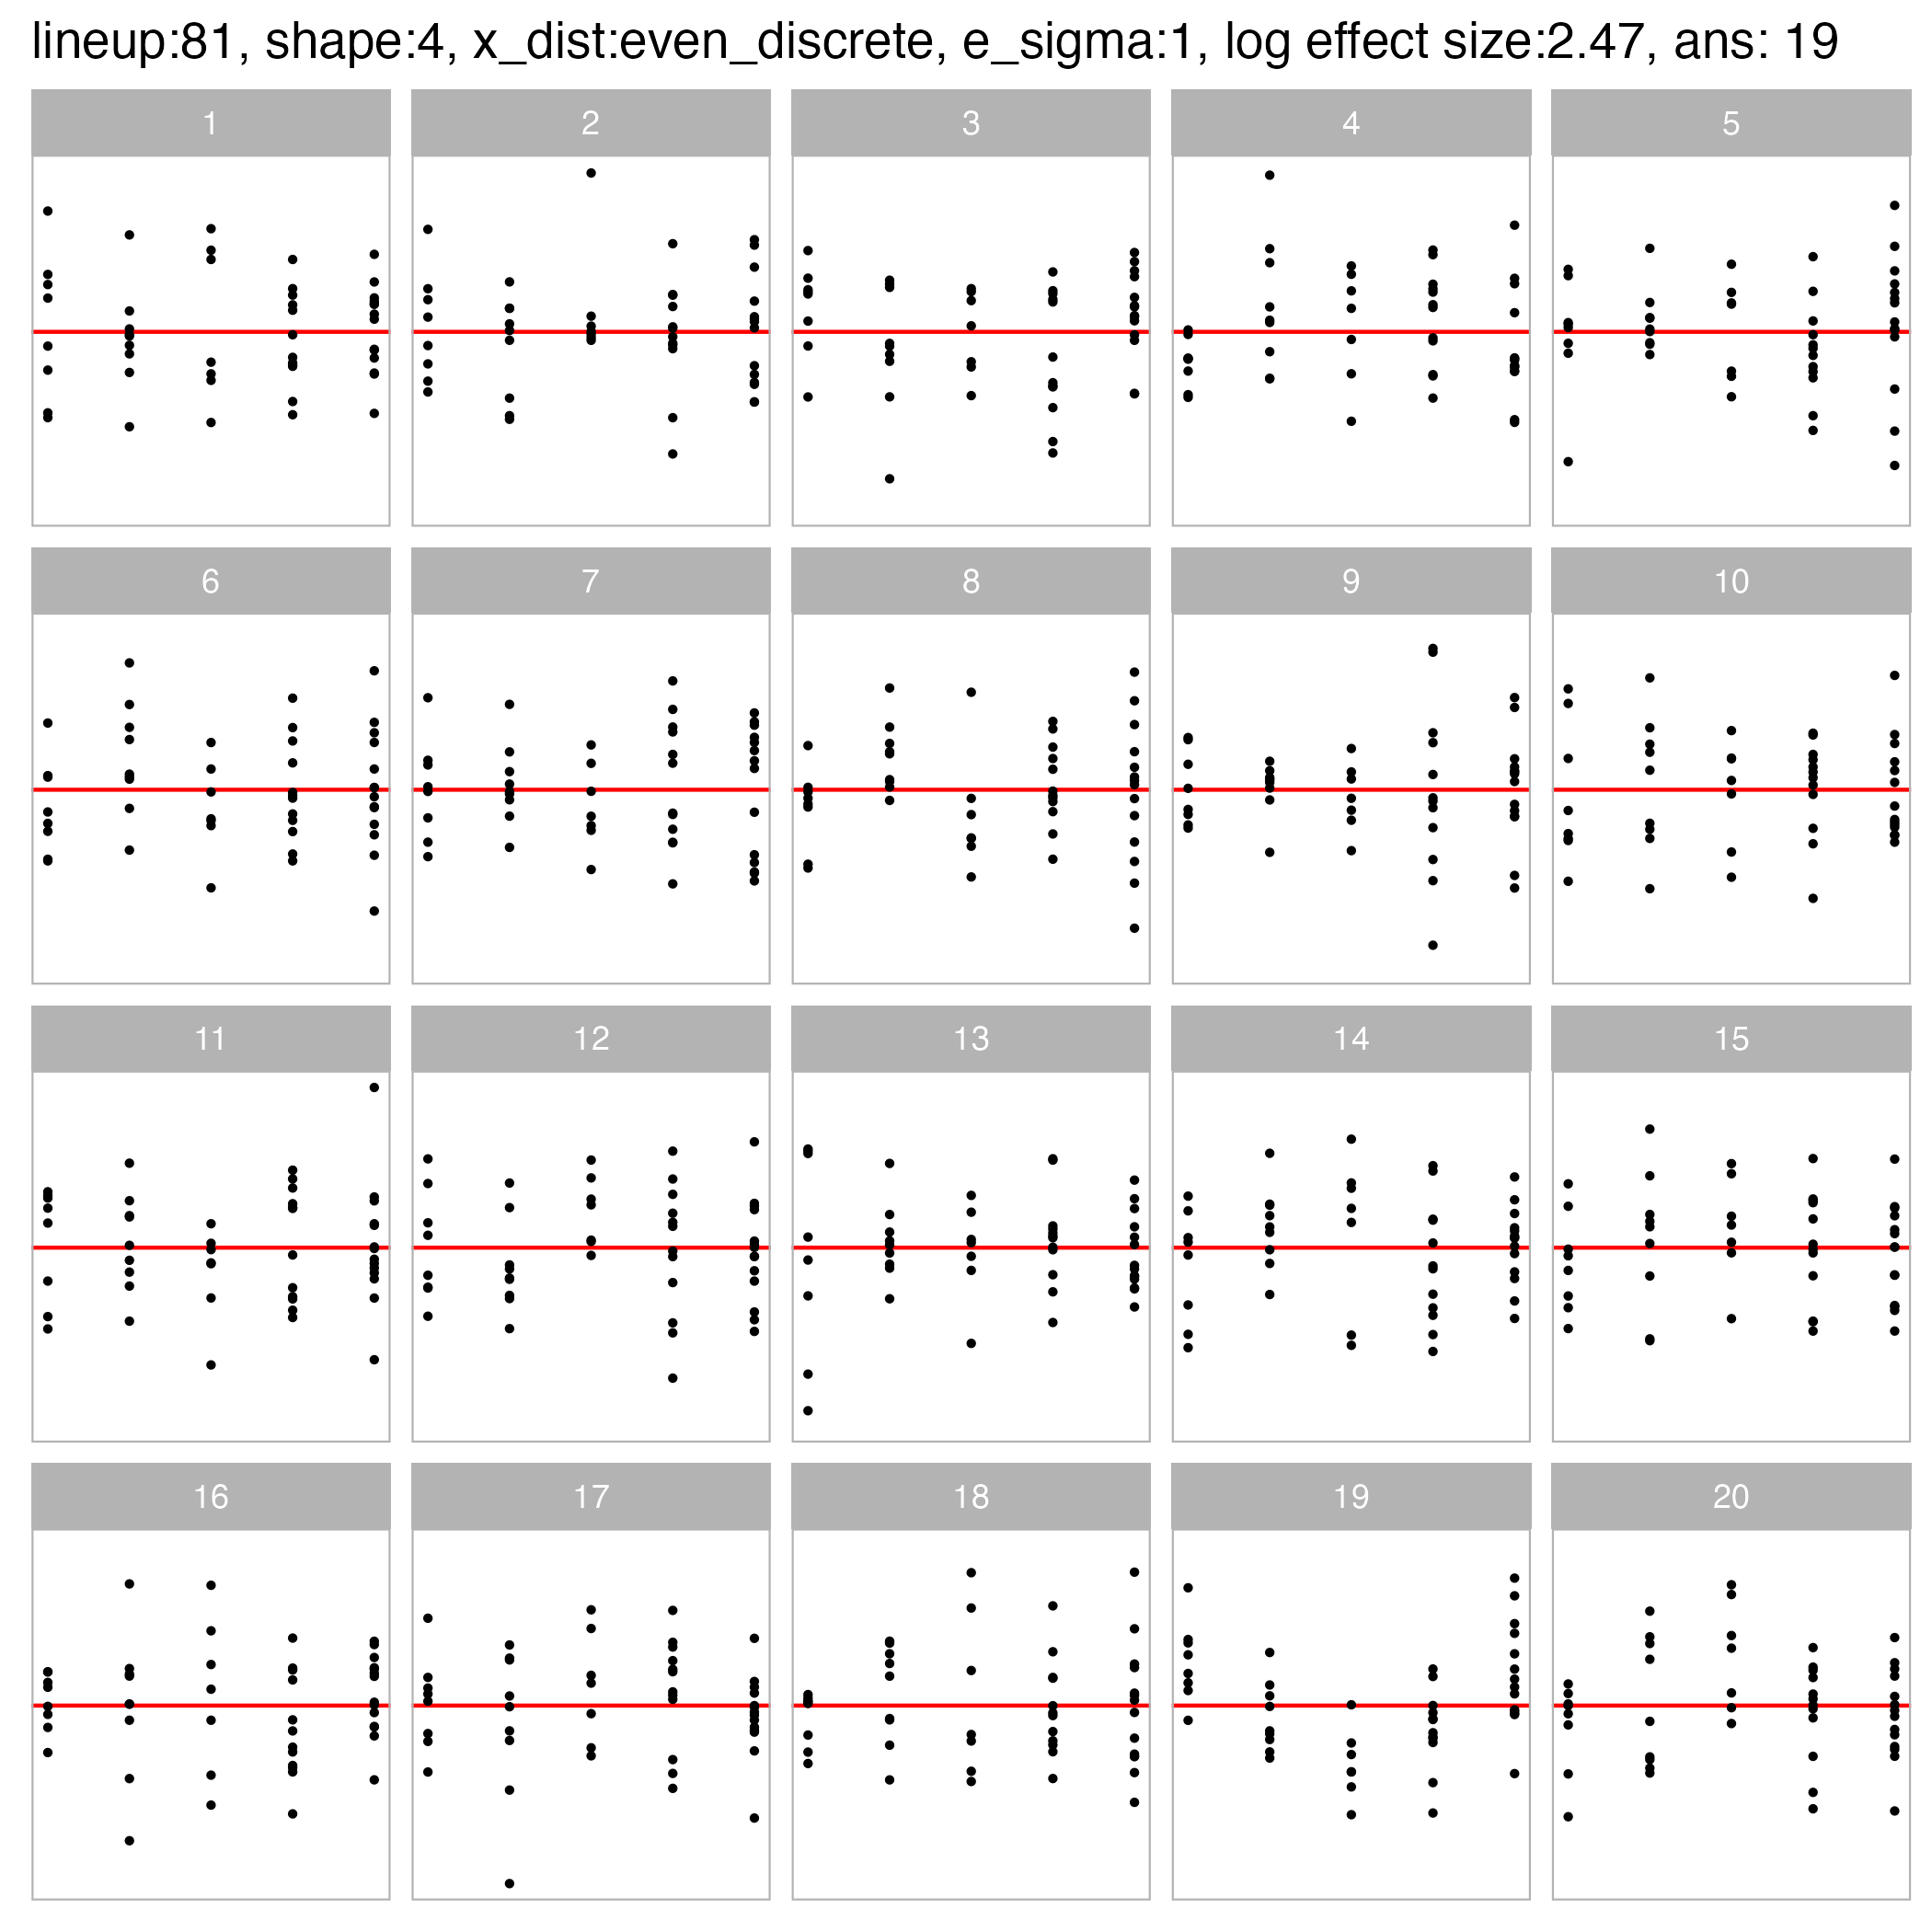 lineup:81, shape:4, x_dist:even_discrete, e_sigma:1, log effect size:2.47, ans: 19
1 2 3 4 5
6 7 8 9 10
11 12 13 14 15
16 17 18 19 20